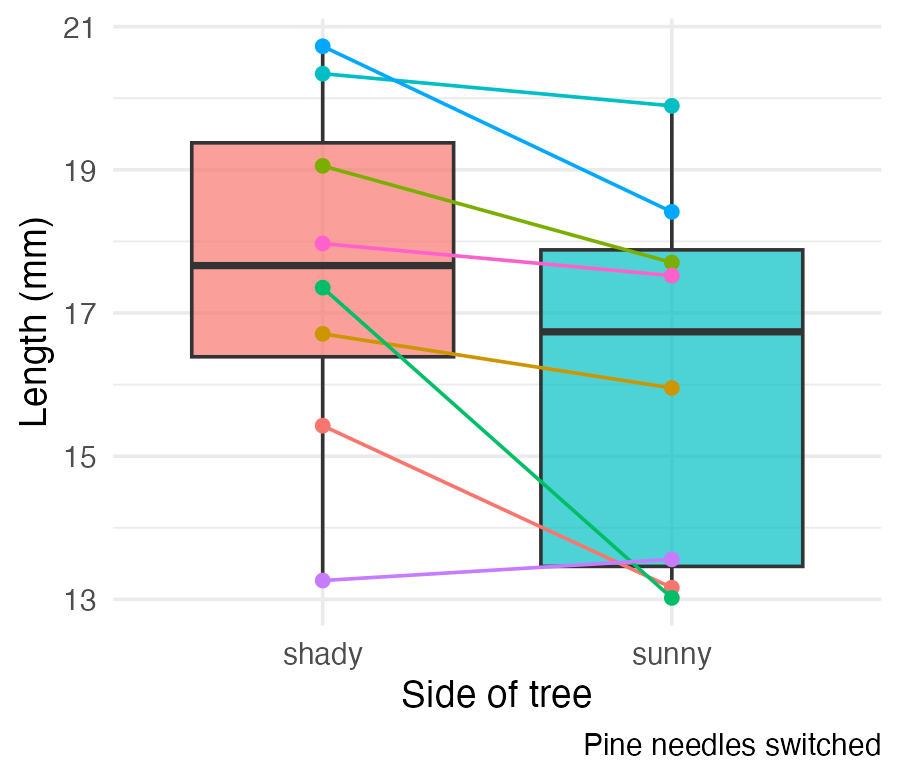 21
19
17
15
13
Length (mm)
shady
sunny
Side of tree
Pine needles switched